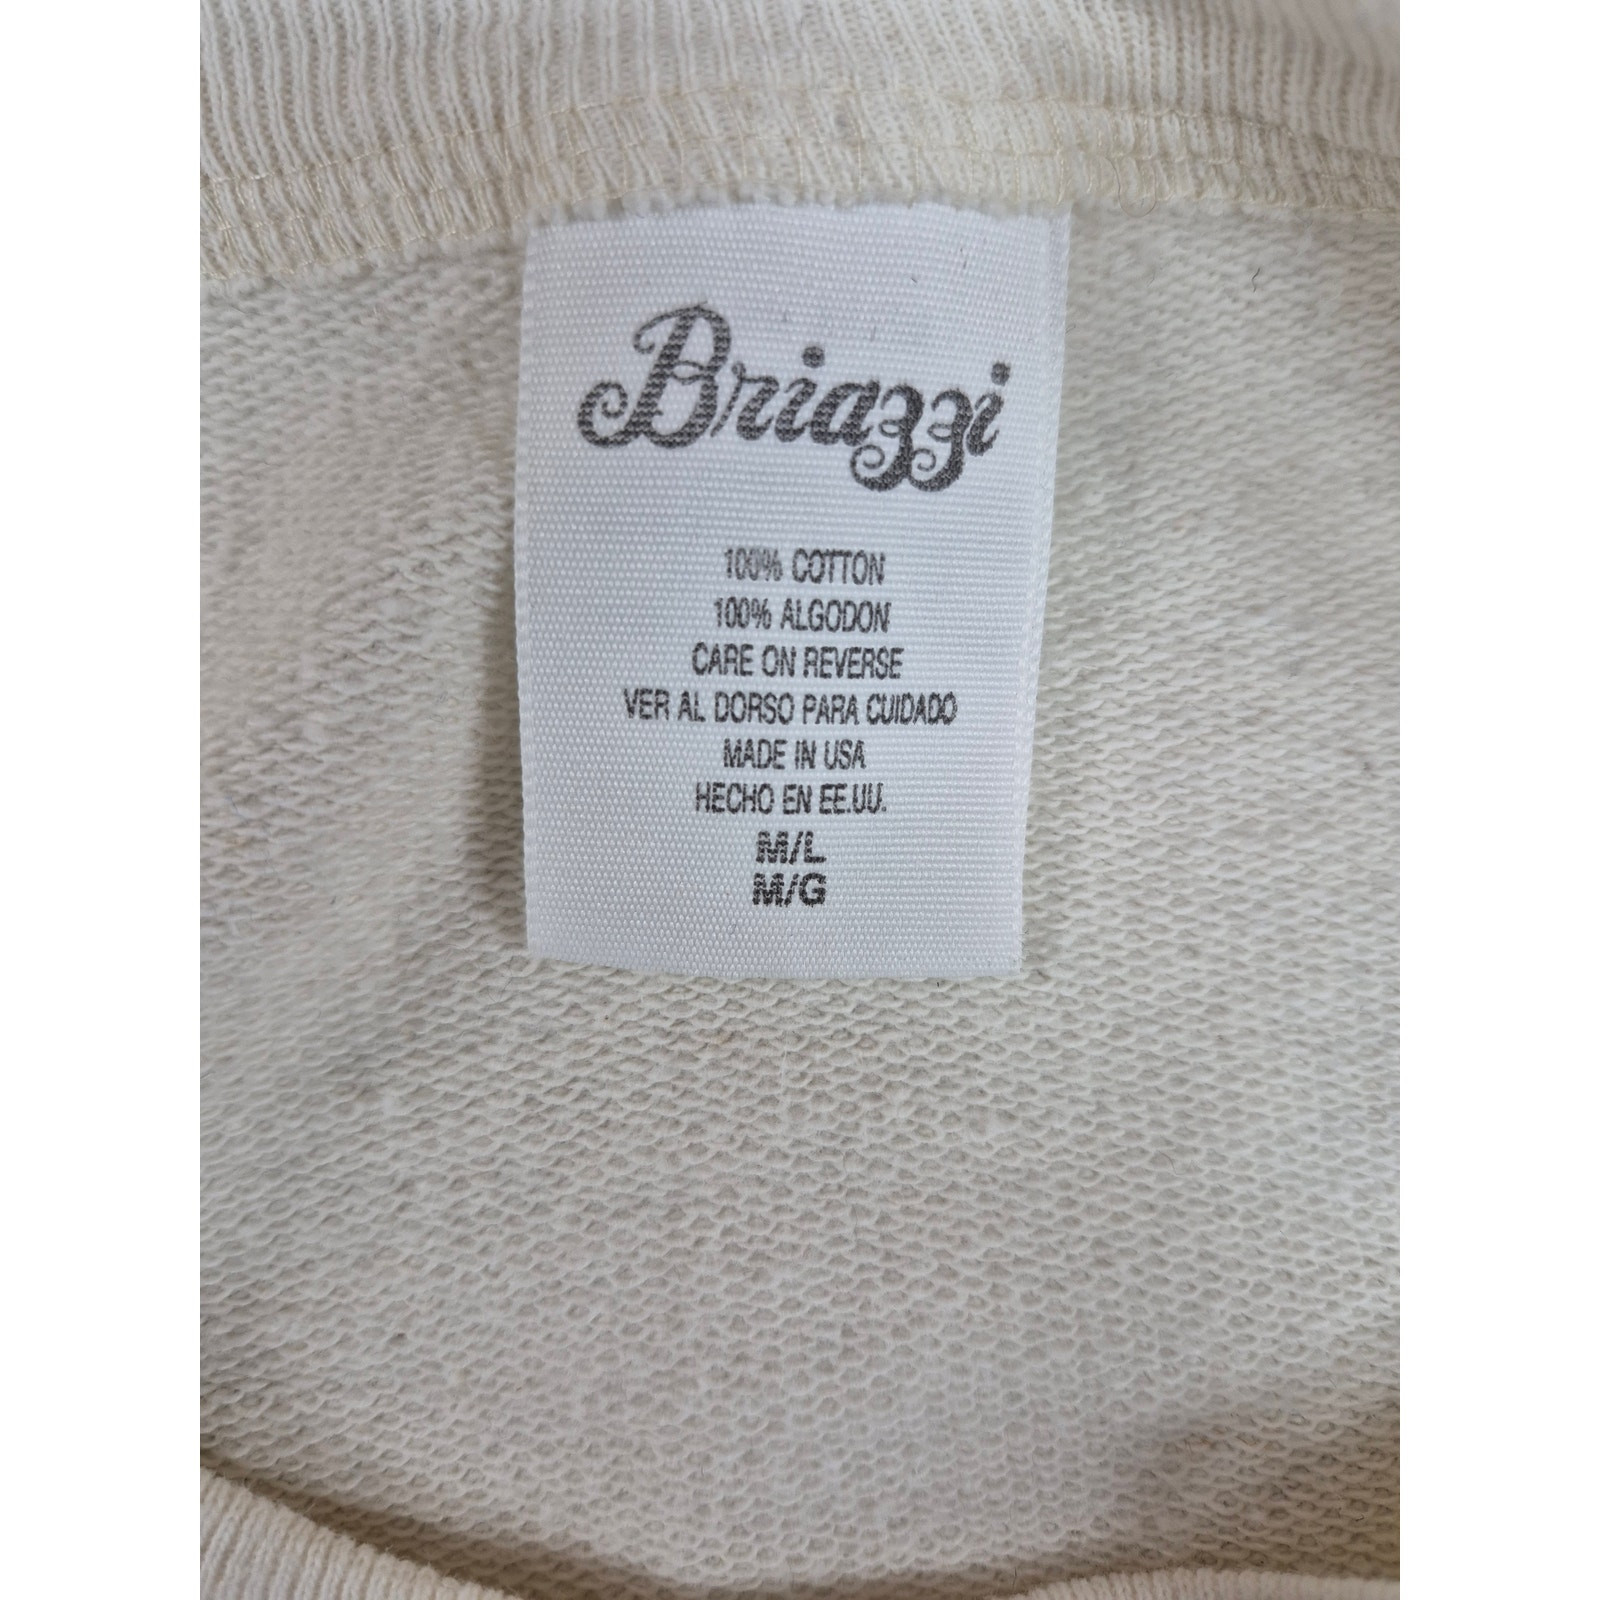 Briazzi
100% COTTON
100% ALGODON
CARE ON REVERSE
VER AL DORSO PARA CUIDADO
MADE IN USA
HECHO EN EE.UU.
M/L
M/G